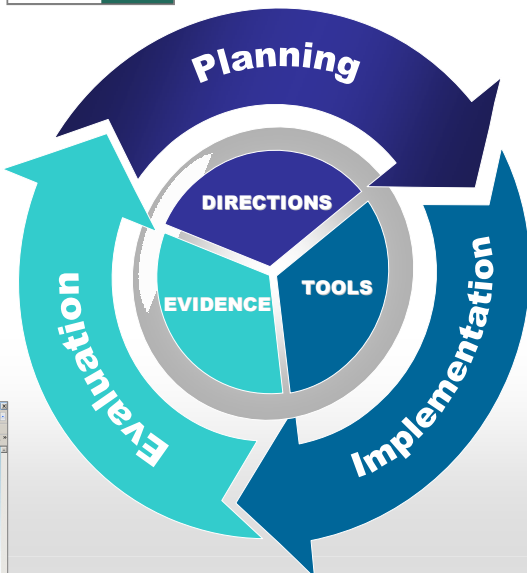 Planning
DIRECTIONS
TOOLS
EVIDENCE
Implementation
Evaluation